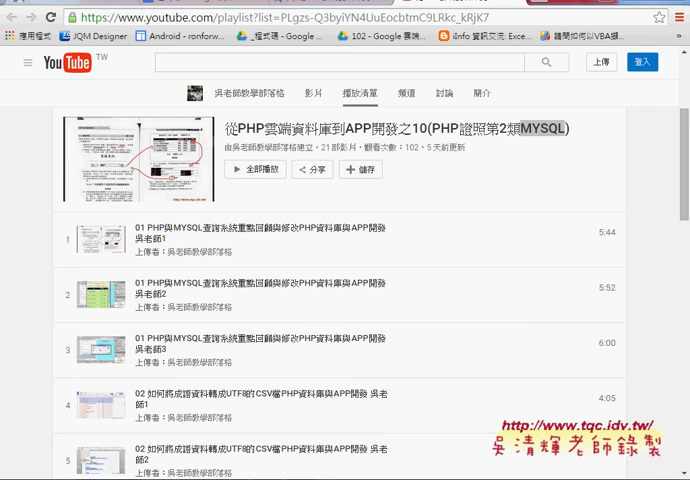 https://www.youtube.com/playlist?list=PLgzs-Q3byiYN4UuEocbtmC9LRkc_kRjK7
應用程式 JQM Designer Android - ronforw... _程式碼 - Google ... 102 - Google 雲端... iInfo 資訊交流: Exce... 請問如何以VBA擷...
YouTube TW 上傳 登入
吳老師教學部落格 影片 播放清單 頻道 討論 簡介
從PHP雲端資料庫到APP開發之10(PHP證照第2類MYSQL)
由吳老師教學部落格建立 · 21 部影片 · 觀看次數：102 · 5 天前更新
全部播放 分享 儲存
1 01 PHP與MYSQL查詢系統重點回顧與修改PHP資料庫與APP開發 5:44
吳老師1
上傳者：吳老師教學部落格
2 01 PHP與MYSQL查詢系統重點回顧與修改PHP資料庫與APP開發 5:52
吳老師2
上傳者：吳老師教學部落格
3 01 PHP與MYSQL查詢系統重點回顧與修改PHP資料庫與APP開發 6:00
吳老師3
上傳者：吳老師教學部落格
4 02 如何將成語資料轉成UTF8的CSV檔PHP資料庫與APP開發 吳老 4:05
師1
上傳者：吳老師教學部落格
5 02 如何將成語資料轉成UTF8的CSV檔PHP資料庫與APP開發 吳老
師2
上傳者：吳老師教學部落格
http://www.tqc.idv.tw/
吳清輝老師錄製